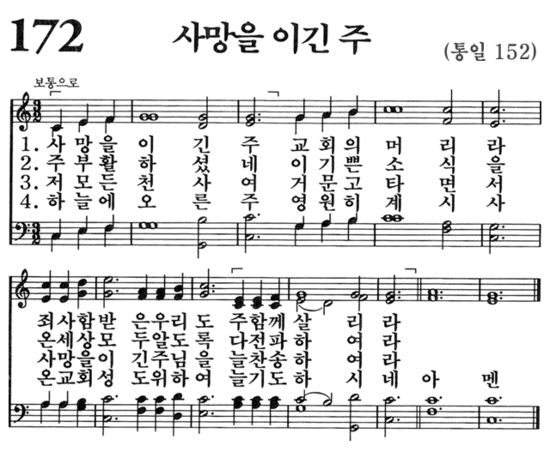 172 사망을 이긴 주 (통일 152)
보통으로
1. 사 망 을 이 긴 주 교 회 의 머 리 라
2. 주 부 활 하 셨 네 이 기 쁜 소 식 을
3. 저 모 든 천 사 여 거 문 고 타 면 서
4. 하 늘 에 오 른 주 영 원 히 계 시 사
죄 사 함 받 은 우 리 도 주 함 께 살 리 라
온 세 상 모 두 알 도 록 다 전 파 하 여 라
사 망 을 이 긴 주 님 을 늘 찬 송 하 여 라
온 교 회 성 도 위 하 여 늘 기 도 하 시 네 아 멘